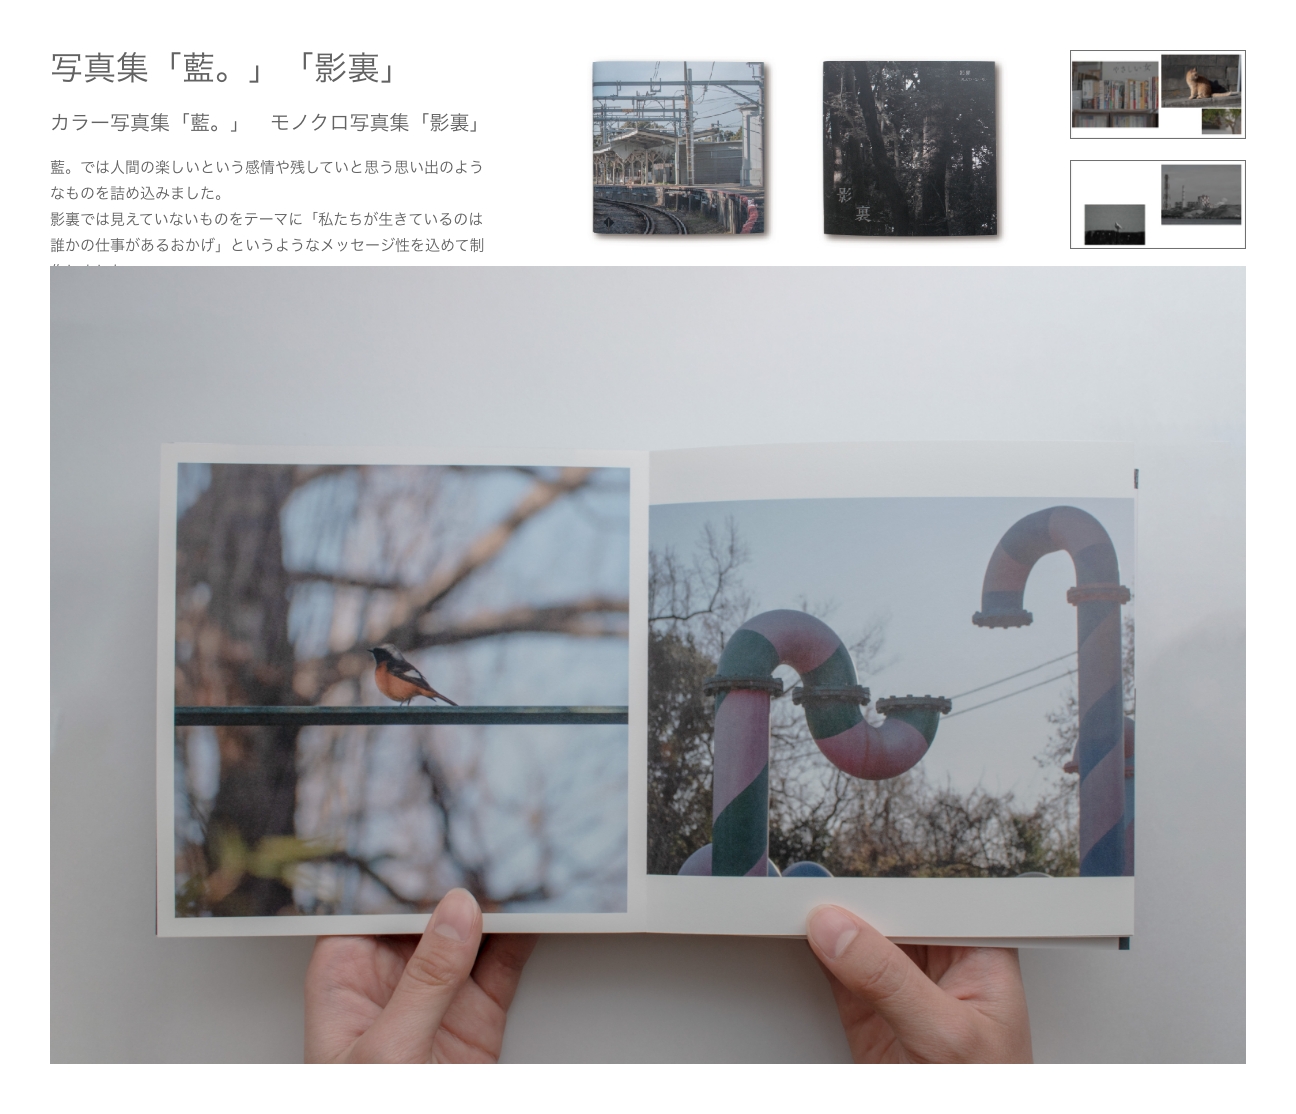 写真集「藍。」「影裏」
カラー写真集「藍。」　モノクロ写真集「影裏」
藍。では人間の楽しいという感情や残していと思う思い出のよう
なものを詰め込みました。
影裏では見えていないものをテーマに「私たちが生きているのは
誰かの仕事があるおかげ」というようなメッセージ性を込めて制
影
裏
やさしい